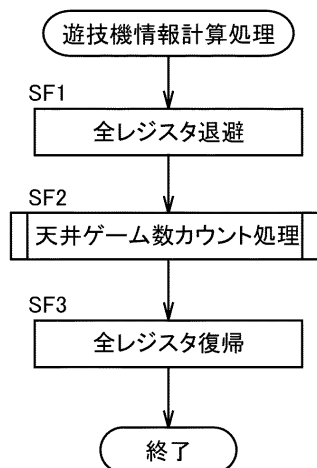 遊技機情報計算処理
SF1
全レジスタ退避
SF2
天井ゲーム数カウント処理
SF3
全レジスタ復帰
終了